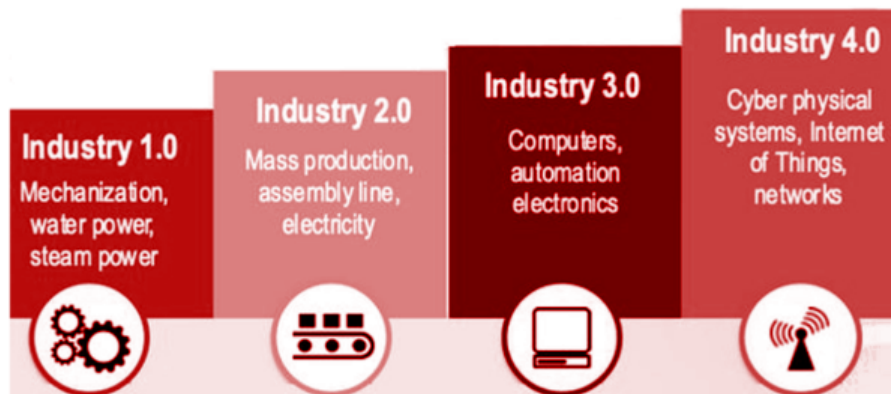 Industry 1.0
Mechanization,
water power,
steam power
Industry 2.0
Mass production,
assembly line,
electricity
Industry 3.0
Computers,
automation
electronics
Industry 4.0
Cyber physical
systems, Internet
of Things,
networks